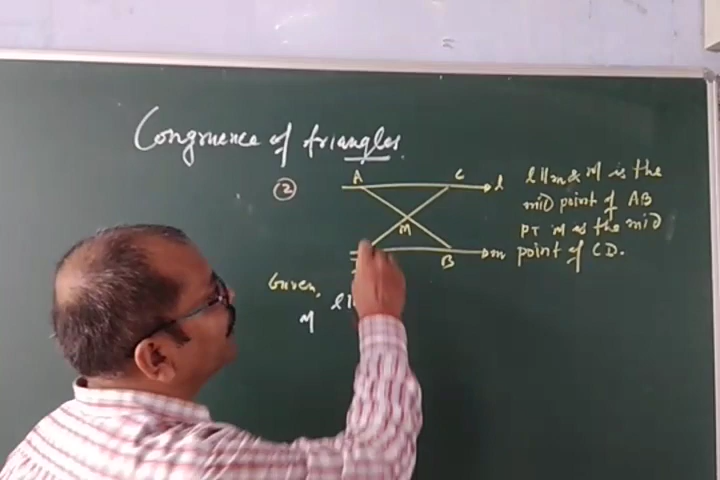 Congruence of triangles.
②
A C l
M
B m
l || m & M is the
mid point of AB
PT M is the mid
point of CD.
Given,
l ||
M